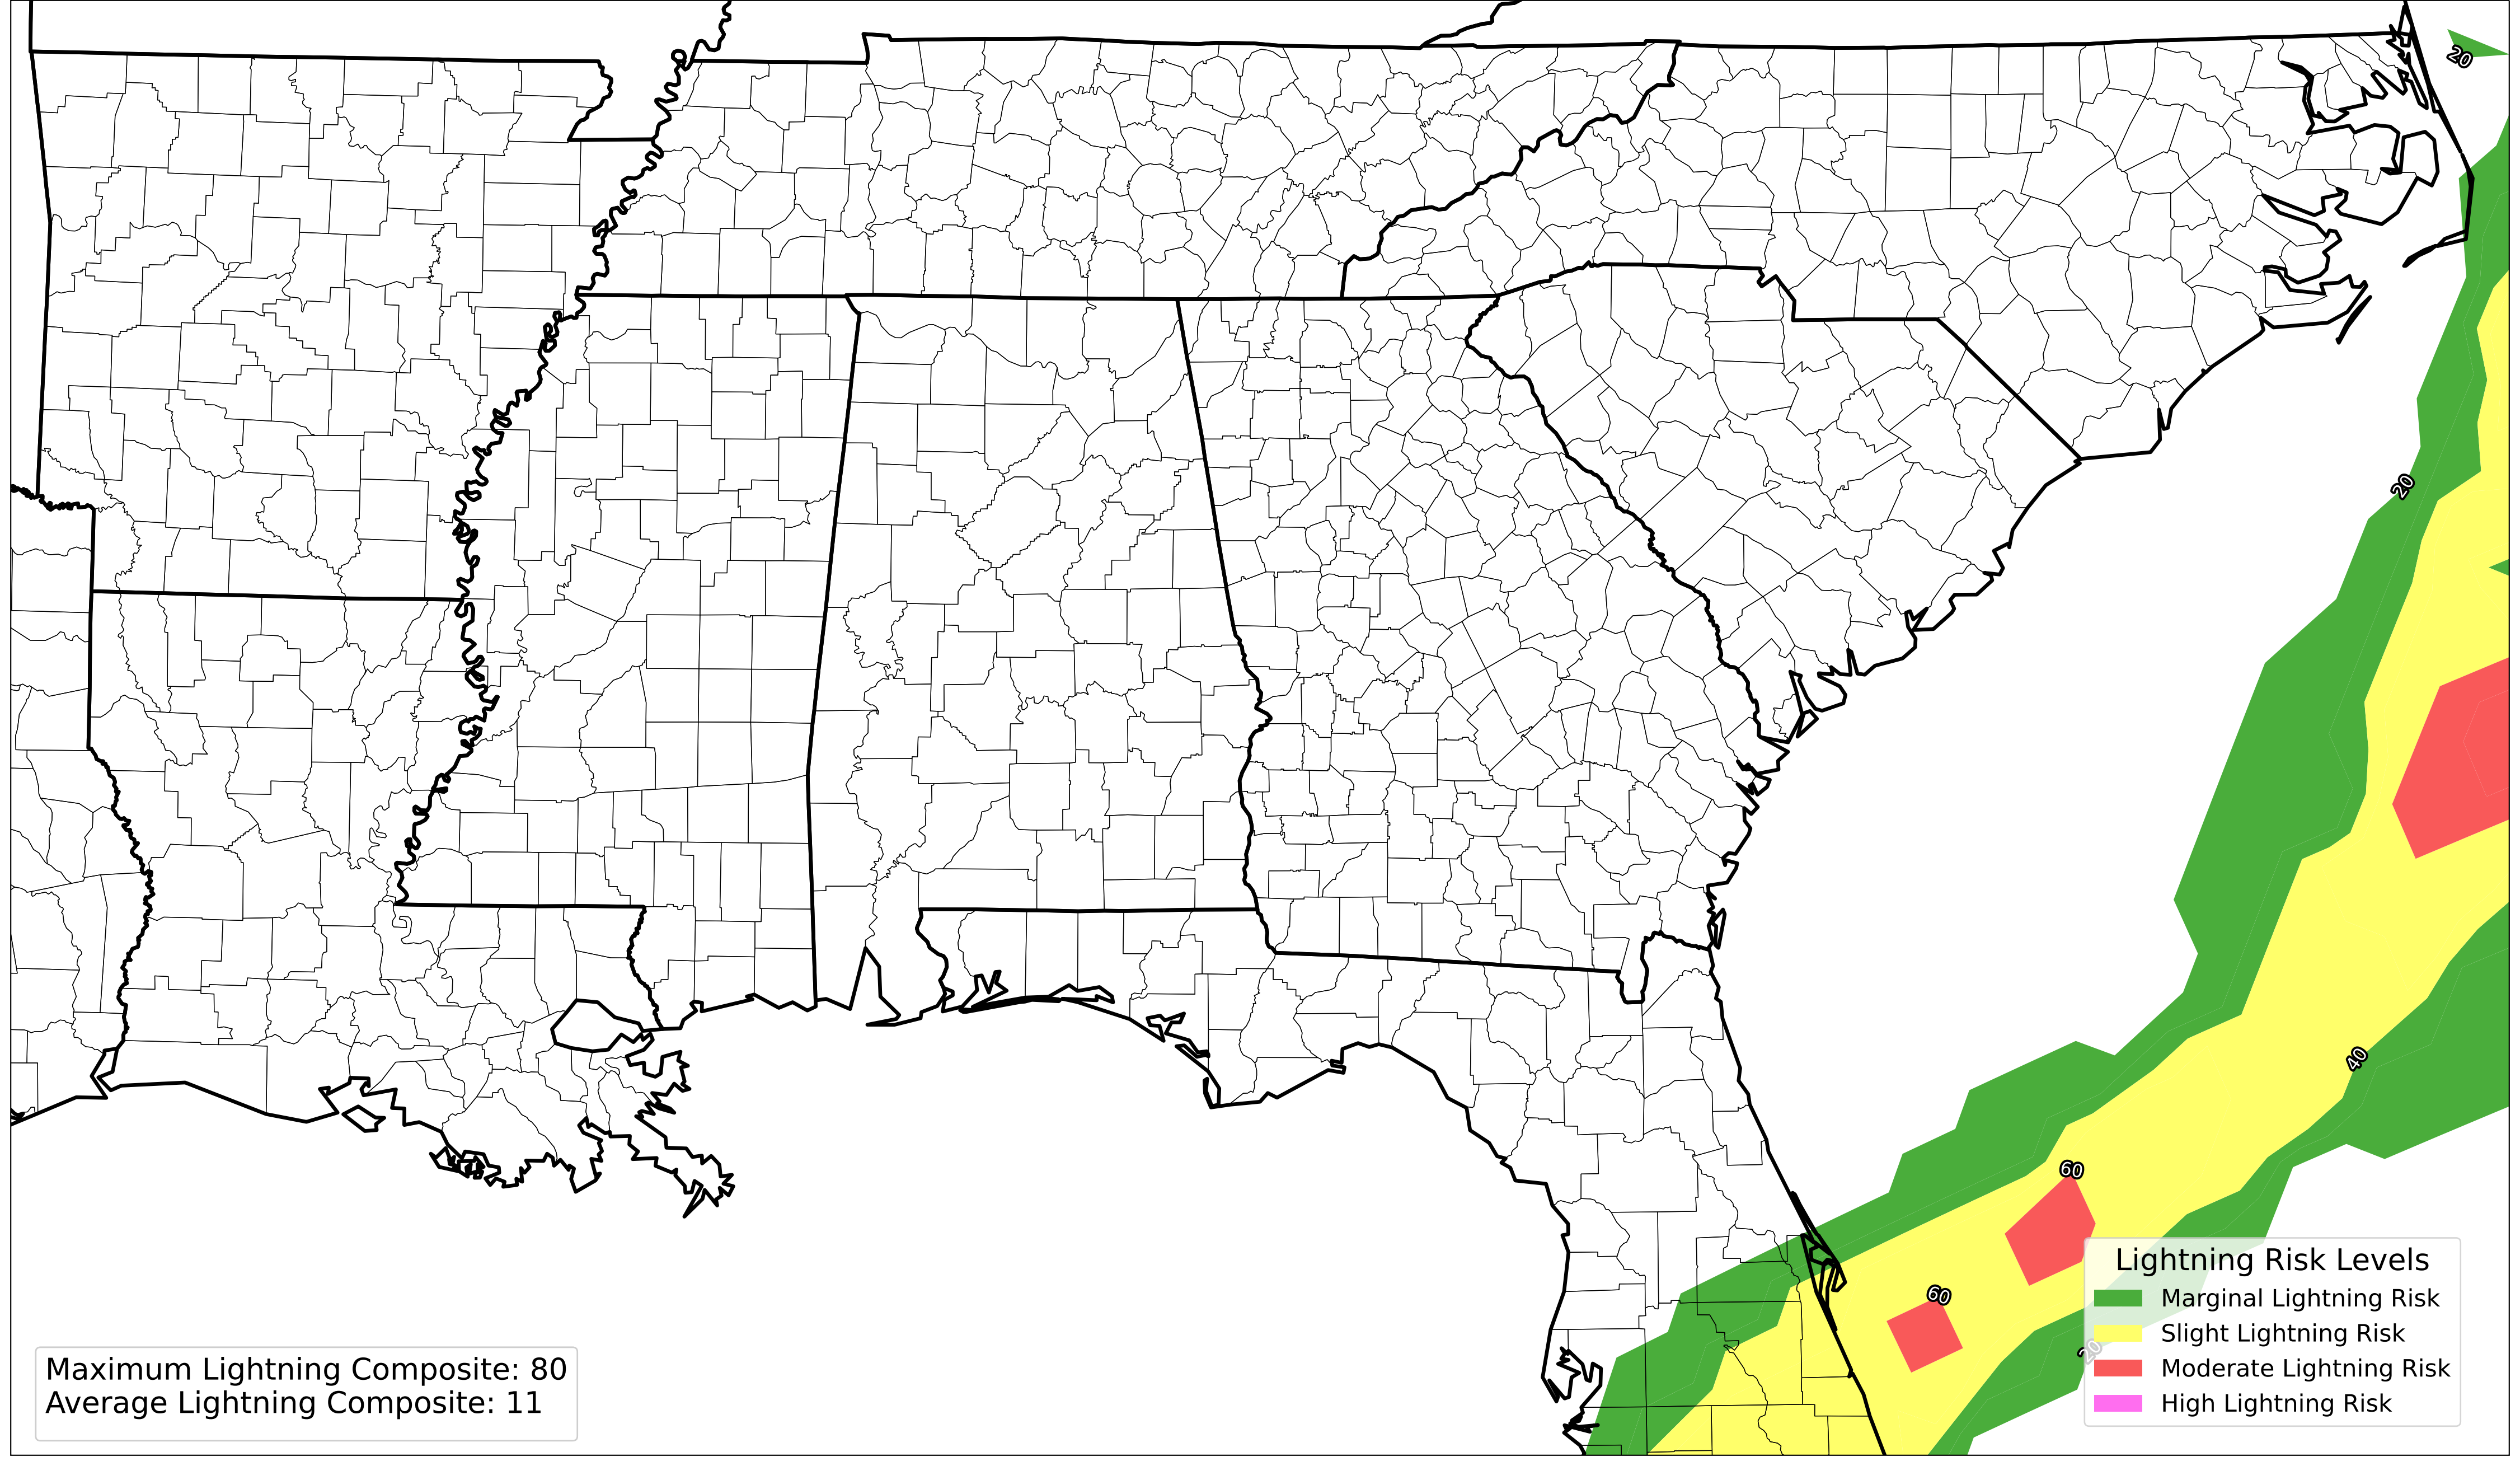 20
20
40
60
60
20
Lightning Risk Levels
Marginal Lightning Risk
Slight Lightning Risk
Moderate Lightning Risk
High Lightning Risk
Maximum Lightning Composite: 80
Average Lightning Composite: 11